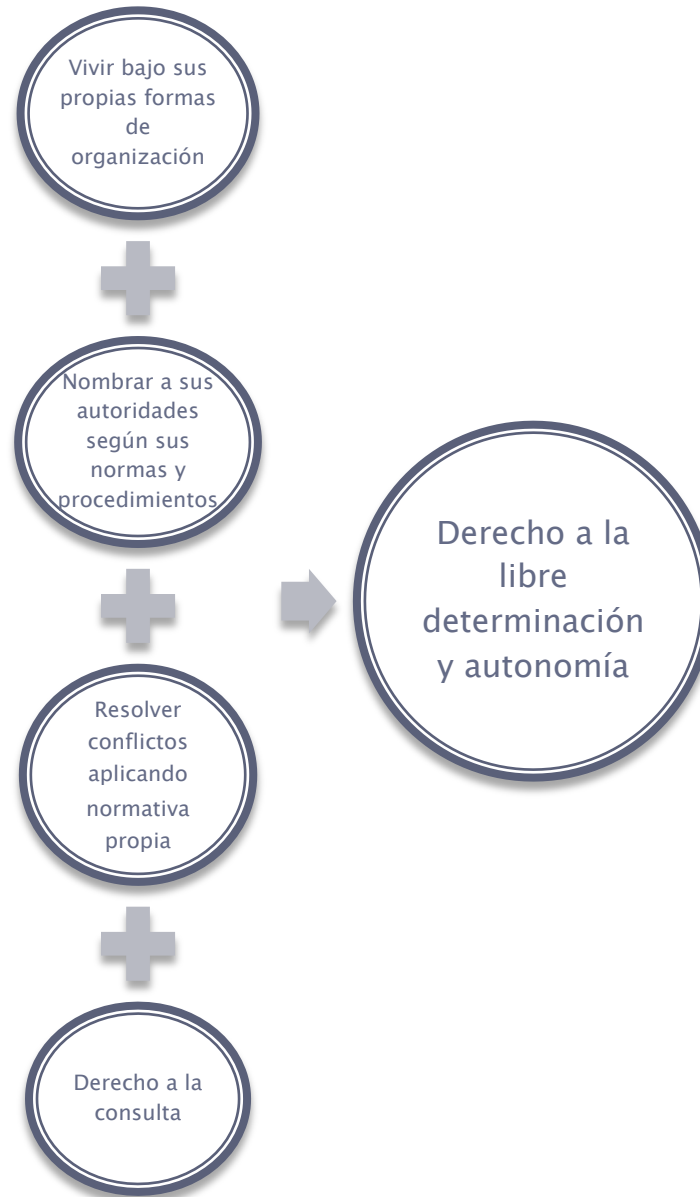 Vivir bajo sus
propias formas
de
organización
Nombrar a sus
autoridades
según sus
normas y
procedimientos
Resolver
conflictos
aplicando
normativa
propia
Derecho a la
consulta
Derecho a la
libre
determinación
y autonomía